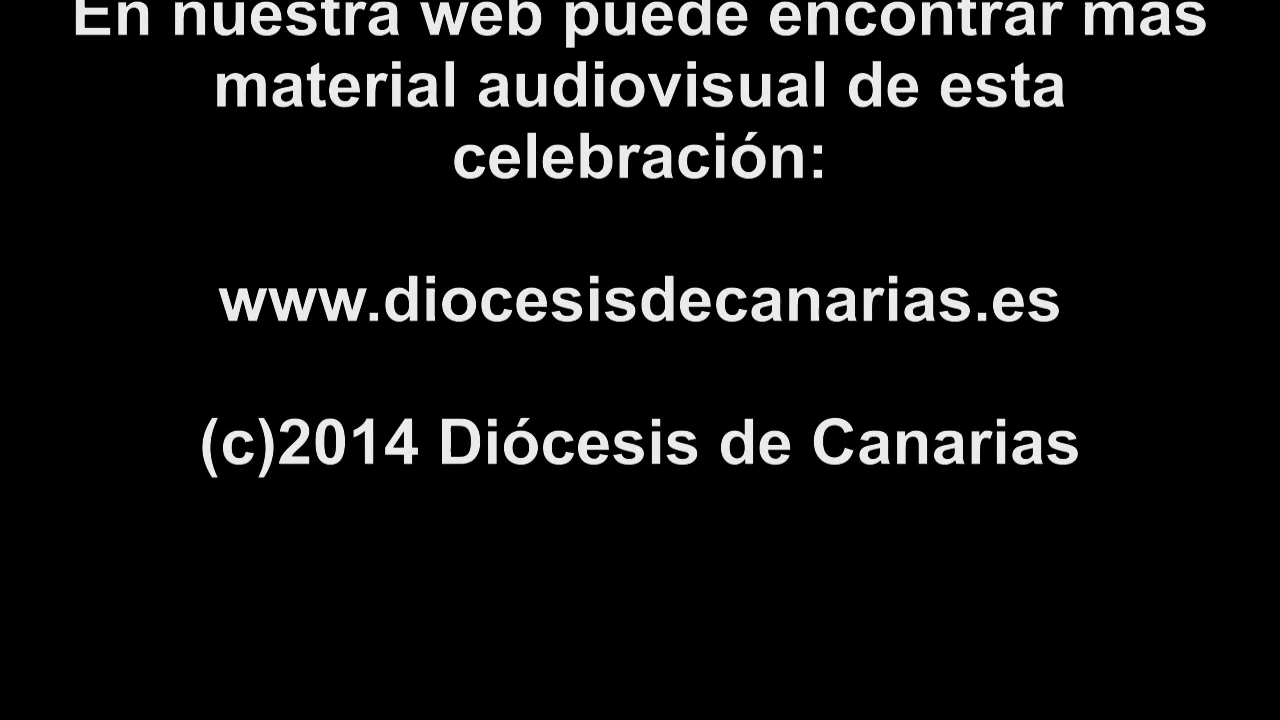 En nuestra web puede encontrar más
material audiovisual de esta
celebración:
www.diocesisdecanarias.es
(c)2014 Diócesis de Canarias